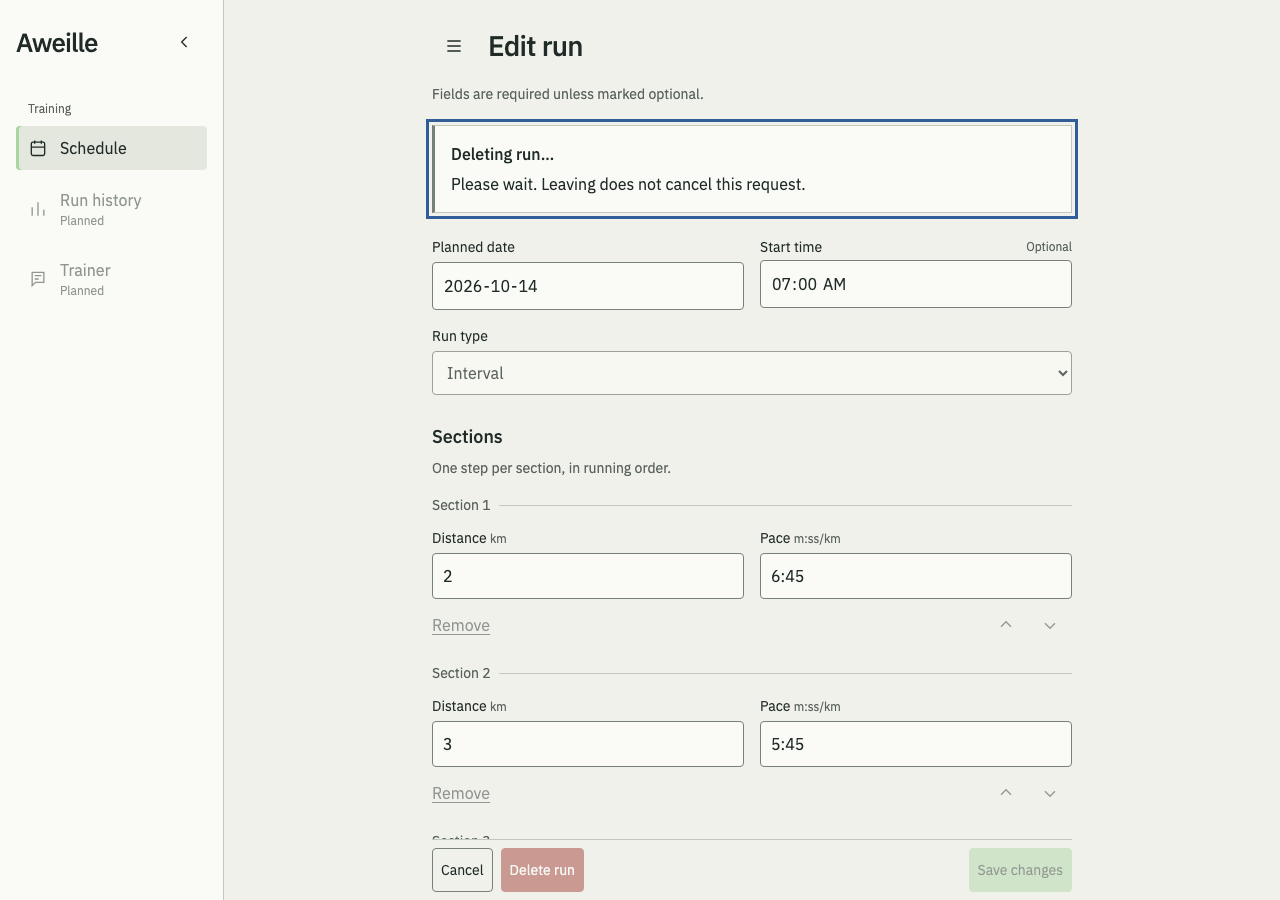 Aweille
Training
Schedule
Run history
Planned
Trainer
Planned
Edit run
Fields are required unless marked optional.
Deleting run…
Please wait. Leaving does not cancel this request.
Planned date
Start time
Optional
2026-10-14
07:00 AM
Run type
Interval
Sections
One step per section, in running order.
Section 1
Distance km
Pace m:ss/km
2
6:45
Remove
Section 2
Distance km
Pace m:ss/km
3
5:45
Remove
Section 3
Cancel
Delete run
Save changes